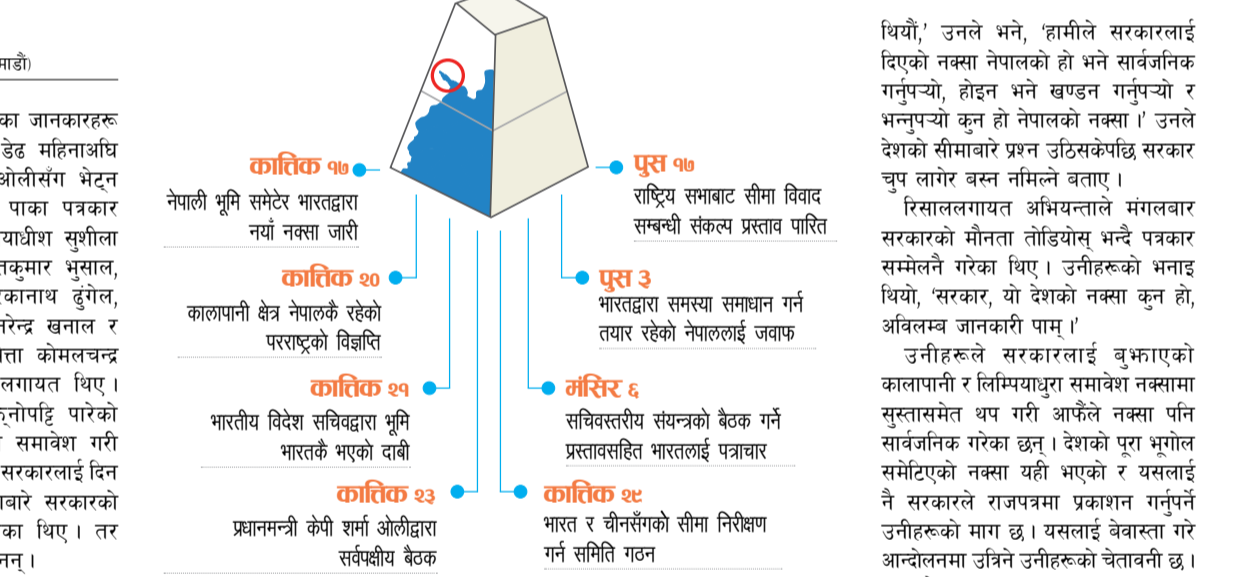 माडौं)
का जानकारहरू
डेढ महिनाअघि
ओलीसँग भेट्न
पाका पत्रकार
याधीश सुशीला
तकुमार भुसाल,
रकानाथ ढुंगेल,
नरेन्द्र खनाल र
त्ता कोमलचन्द्र
लगायत थिए ।
नोपट्टि पारेको
समावेश गरी
सरकारलाई दिन
बारे सरकारको
का थिए । तर
नन् ।
कात्तिक १७
नेपाली भूमि समेटेर भारतद्वारा
नयाँ नक्सा जारी
कात्तिक २०
कालापानी क्षेत्र नेपालकै रहेको
परराष्ट्रको विज्ञप्ति
कात्तिक २१
भारतीय विदेश सचिवद्वारा भूमि
भारतकै भएको दाबी
कात्तिक २३
प्रधानमन्त्री केपी शर्मा ओलीद्वारा
सर्वपक्षीय बैठक
पुस १७
राष्ट्रिय सभाबाट सीमा विवाद
सम्बन्धी संकल्प प्रस्ताव पारित
पुस ३
भारतद्वारा समस्या समाधान गर्न
तयार रहेको नेपाललाई जवाफ
मंसिर ६
सचिवस्तरीय संयन्त्रको बैठक गर्ने
प्रस्तावसहित भारतलाई पत्राचार
कात्तिक २९
भारत र चीनसँगको सीमा निरीक्षण
गर्न समिति गठन
थियौं,’ उनले भने, ‘हामीले सरकारलाई
दिएको नक्सा नेपालको हो भने सार्वजनिक
गर्नुपर्‍यो, होइन भने खण्डन गर्नुपर्‍यो र
भन्नुपर्‍यो कुन हो नेपालको नक्सा ।’ उनले
देशको सीमाबारे प्रश्न उठिसकेपछि सरकार
चुप लागेर बस्न नमिल्ने बताए ।
रिसाललगायत अभियन्ताले मंगलबार
सरकारको मौनता तोडियोस् भन्दै पत्रकार
सम्मेलनै गरेका थिए । उनीहरूको भनाइ
थियो, ‘सरकार, यो देशको नक्सा कुन हो,
अविलम्ब जानकारी पाम् ।’
उनीहरूले सरकारलाई बुझाएको
कालापानी र लिम्पियाधुरा समावेश नक्सामा
सुस्तासमेत थप गरी आफैंले नक्सा पनि
सार्वजनिक गरेका छन् । देशको पूरा भूगोल
समेटिएको नक्सा यही भएको र यसलाई
नै सरकारले राजपत्रमा प्रकाशन गर्नुपर्ने
उनीहरूको माग छ । यसलाई बेवास्ता गरे
आन्दोलनमा उत्रिने उनीहरूको चेतावनी छ ।